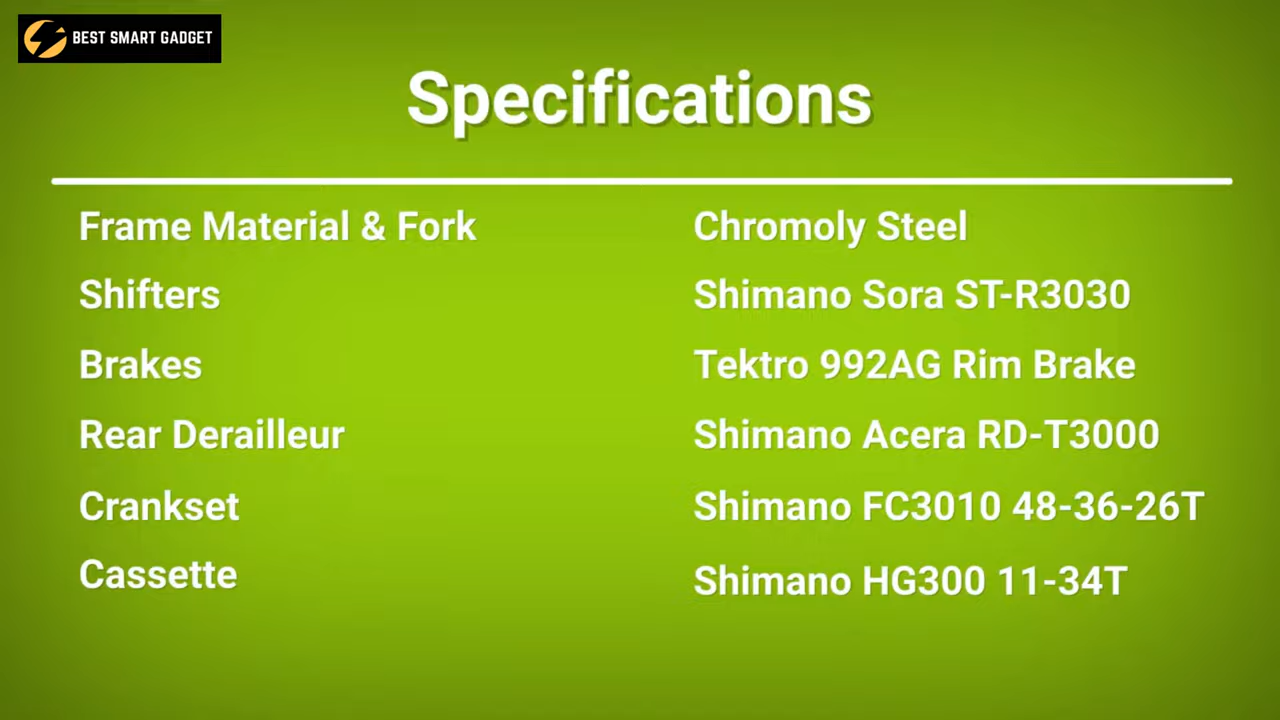 BEST SMART GADGET
Specifications
Frame Material & Fork Chromoly Steel
Shifters Shimano Sora ST-R3030
Brakes Tektro 992AG Rim Brake
Rear Derailleur Shimano Acera RD-T3000
Crankset Shimano FC3010 48-36-26T
Cassette Shimano HG300 11-34T